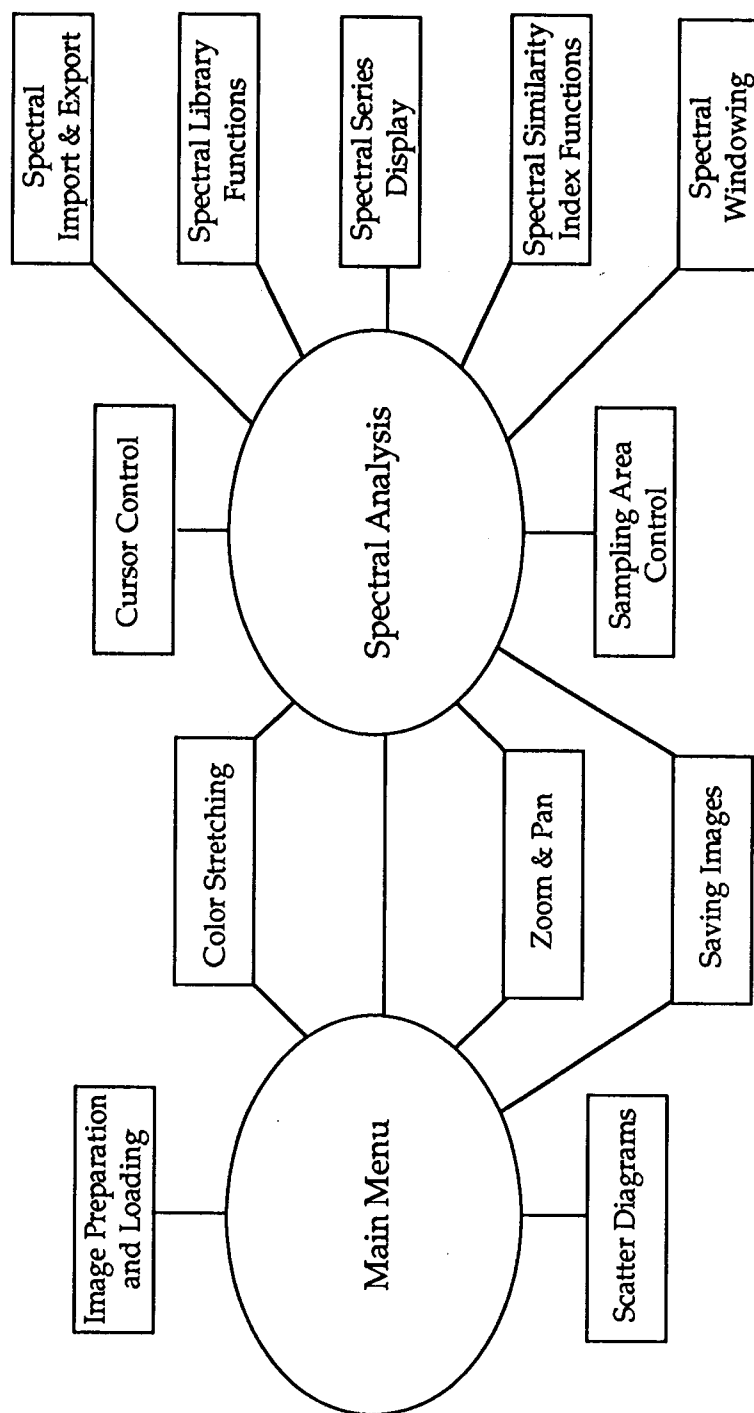 Image Preparation
and Loading
Main Menu
Scatter Diagrams
Color Stretching
Zoom & Pan
Saving Images
Cursor Control
Spectral Analysis
Sampling Area
Control
Spectral
Import & Export
Spectral Library
Functions
Spectral Series
Display
Spectral Similarity
Index Functions
Spectral
Windowing